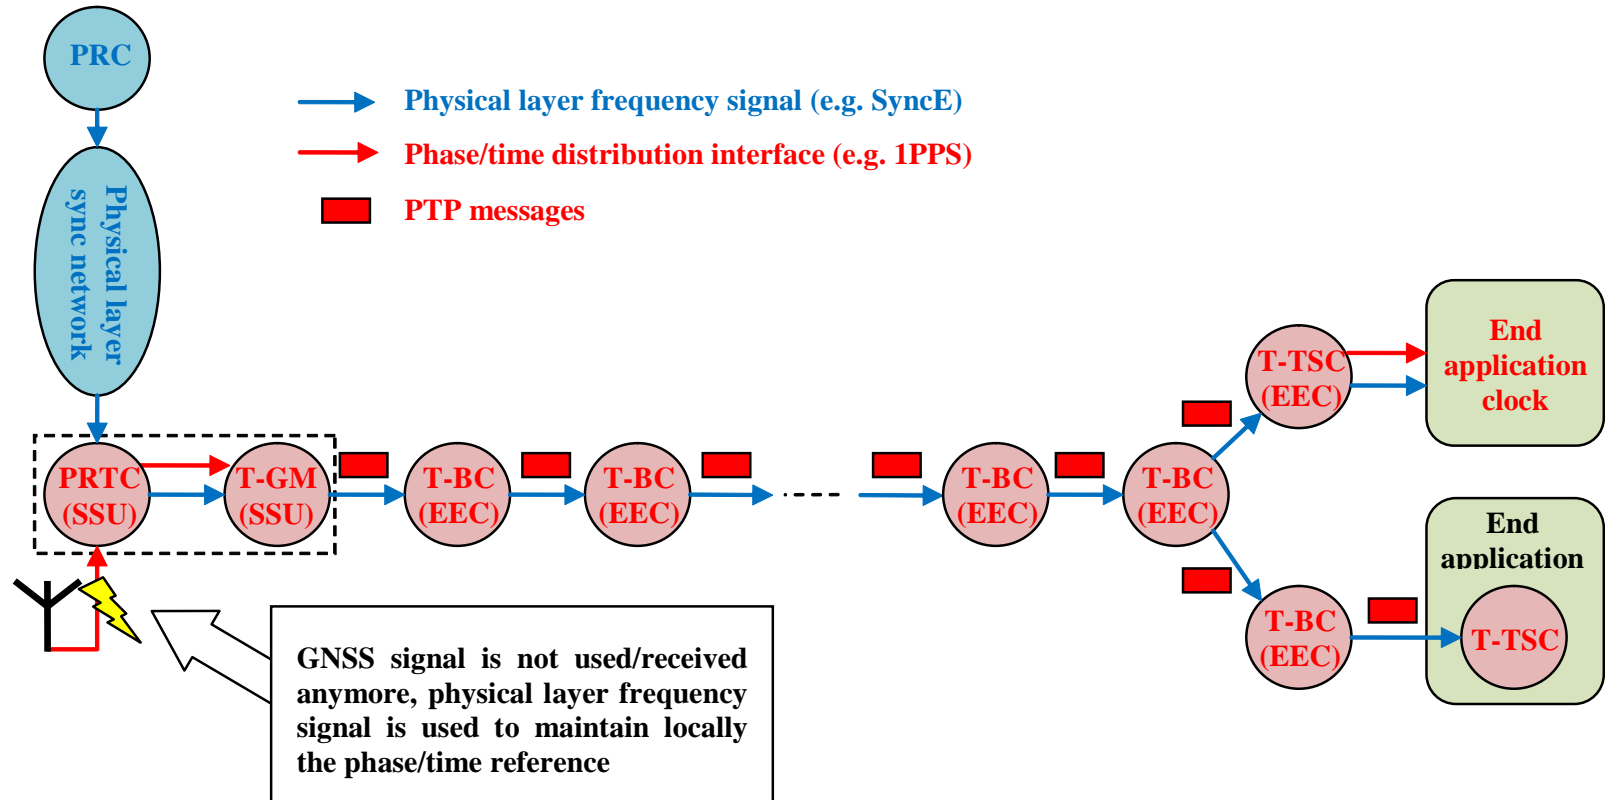 PRC
Physical layer frequency signal (e.g. SyncE)
Phase/time distribution interface (e.g. 1PPS)
PTP messages
Physical layer
sync network
End
application
clock
T-TSC
(EEC)
PRTC
(SSU)
T-GM
(SSU)
T-BC
(EEC)
T-BC
(EEC)
T-BC
(EEC)
T-BC
(EEC)
End
application
T-BC
(EEC)
T-TSC
GNSS signal is not used/received
anymore, physical layer frequency
signal is used to maintain locally
the phase/time reference